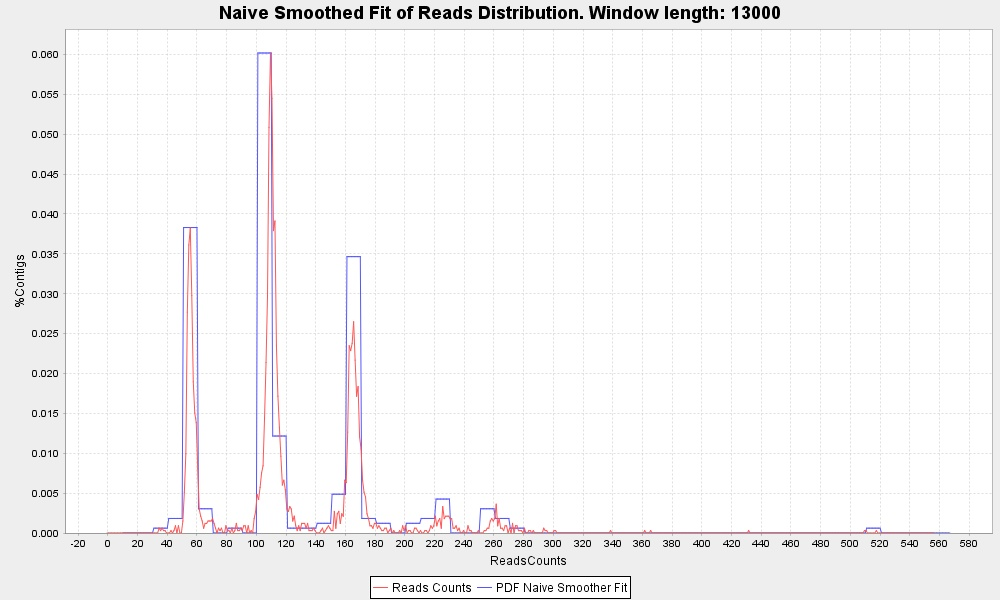 Naive Smoothed Fit of Reads Distribution. Window length: 13000
%Contigs
0.060
0.055
0.050
0.045
0.040
0.035
0.030
0.025
0.020
0.015
0.010
0.005
0.000
-20 0 20 40 60 80 100 120 140 160 180 200 220 240 260 280 300 320 340 360 380 400 420 440 460 480 500 520 540 560 580
ReadsCounts
Reads Counts PDF Naive Smoother Fit